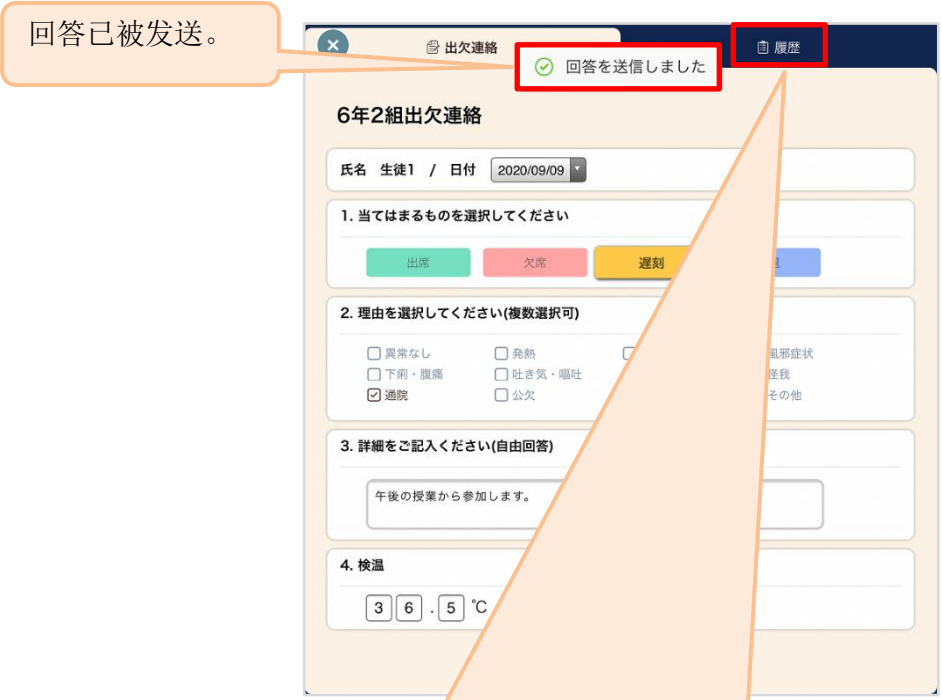 回答已被发送。
出欠連絡
履歴
回答を送信しました
6年2組出欠連絡
氏名 生徒1 / 日付 2020/09/09
1. 当てはまるものを選択してください
出席 欠席 遅刻
2. 理由を選択してください(複数選択可)
異常なし 発熱 風邪症状
下痢・腹痛 吐き気・嘔吐 怪我
通院 公欠 その他
3. 詳細をご記入ください(自由回答)
午後の授業から参加します。
4. 検温
3 6 . 5 ℃